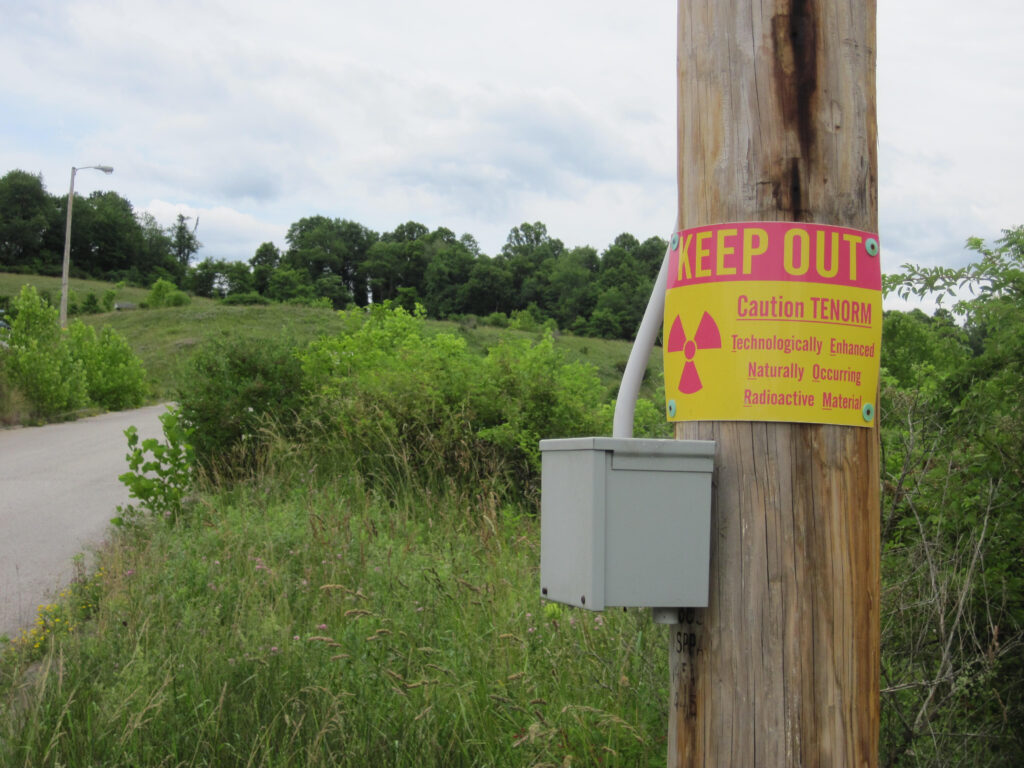 KEEP OUT
Caution TENORM
Technologically Enhanced
Naturally Occurring
Radioactive Material